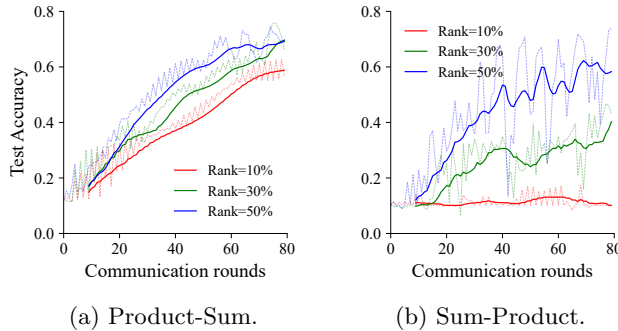 Test Accuracy
0.8
0.6
0.4
0.2
0.0
0
20
40
60
80
Rank=10%
Rank=30%
Rank=50%
Communication rounds
(a) Product-Sum.
0.8
0.6
0.4
0.2
0.0
0
20
40
60
80
Rank=10%
Rank=30%
Rank=50%
Communication rounds
(b) Sum-Product.